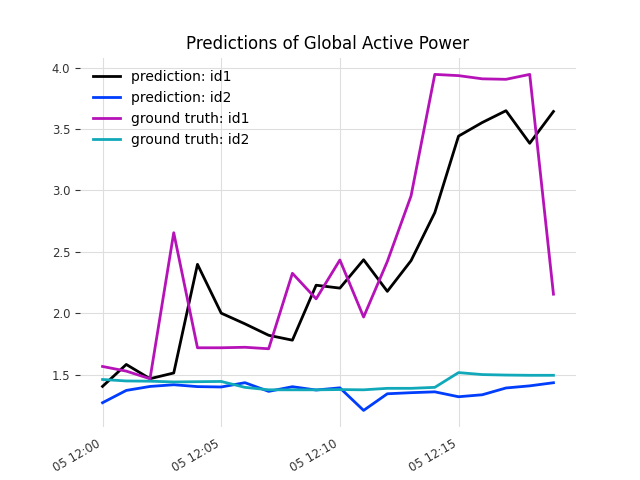 Predictions of Global Active Power
prediction: id1
prediction: id2
ground truth: id1
ground truth: id2
4.0
3.5
3.0
2.5
2.0
1.5
05 12:00
05 12:05
05 12:10
05 12:15